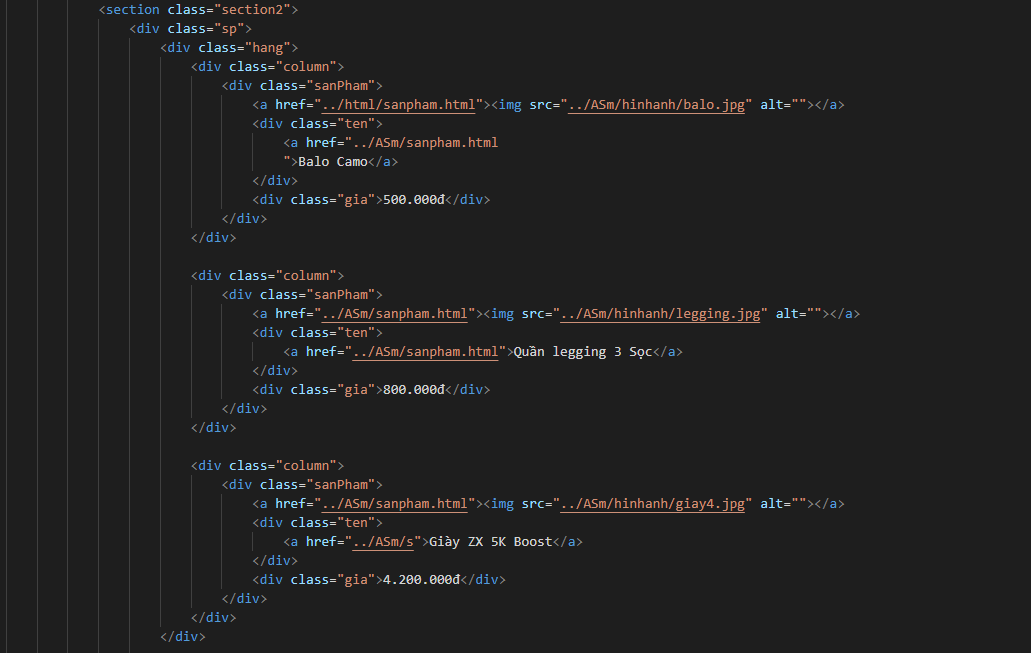 <section class="section2">
<div class="sp">
<div class="hang">
<div class="column">
<div class="sanPham">
<a href="../html/sanpham.html"><img src="../ASm/hinhanh/balo.jpg" alt=""></a>
<div class="ten">
<a href="../ASm/sanpham.html
">Balo Camo</a>
</div>
<div class="gia">500.000đ</div>
</div>
</div>
<div class="column">
<div class="sanPham">
<a href="../ASm/sanpham.html"><img src="../ASm/hinhanh/legging.jpg" alt=""></a>
<div class="ten">
<a href="../ASm/sanpham.html">Quần legging 3 Sọc</a>
</div>
<div class="gia">800.000đ</div>
</div>
</div>
<div class="column">
<div class="sanPham">
<a href="../ASm/sanpham.html"><img src="../ASm/hinhanh/giay4.jpg" alt=""></a>
<div class="ten">
<a href="../ASm/s">Giày ZX 5K Boost</a>
</div>
<div class="gia">4.200.000đ</div>
</div>
</div>
</div>